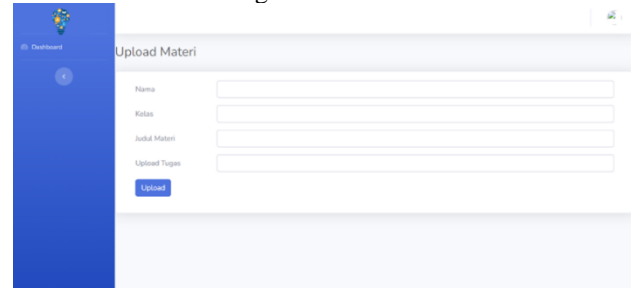 Dashboard
Upload Materi
Nama
Kelas
Judul Materi
Upload Tugas
Upload